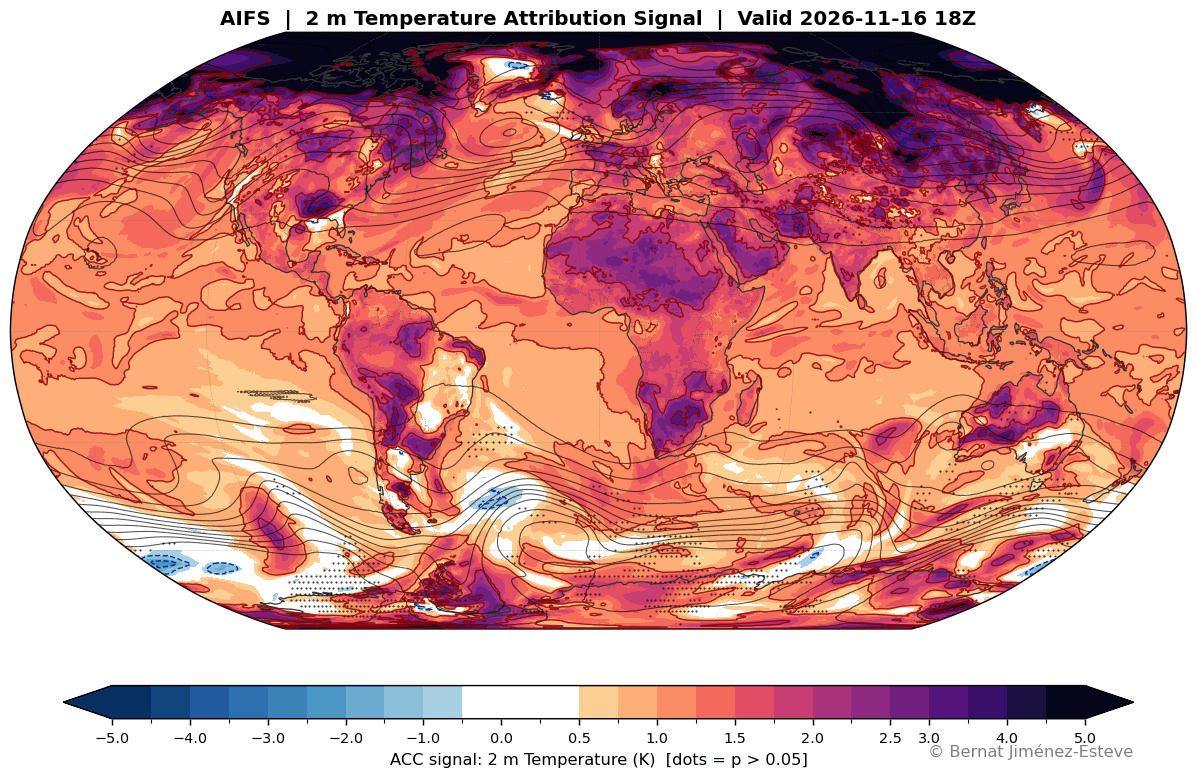 AIFS | 2 m Temperature Attribution Signal | Valid 2026-11-16 18Z
−5.0 −4.0 −3.0 −2.0 −1.0 0.0 0.5 1.0 1.5 2.0 2.5 3.0 4.0 5.0
© Bernat Jiménez-Esteve
ACC signal: 2 m Temperature (K) [dots = p > 0.05]